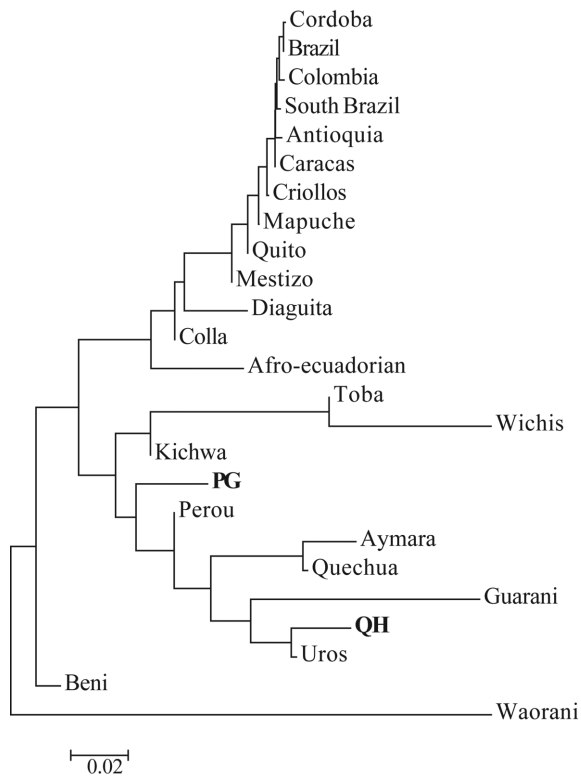 Cordoba
Brazil
Colombia
South Brazil
Antioquia
Caracas
Criollos
Mapuche
Quito
Mestizo
Diaguita
Colla
Afro-ecuadorian
Toba
Wichis
Kichwa
PG
Perou
Aymara
Quechua
Guarani
QH
Uros
Beni
Waorani
0.02